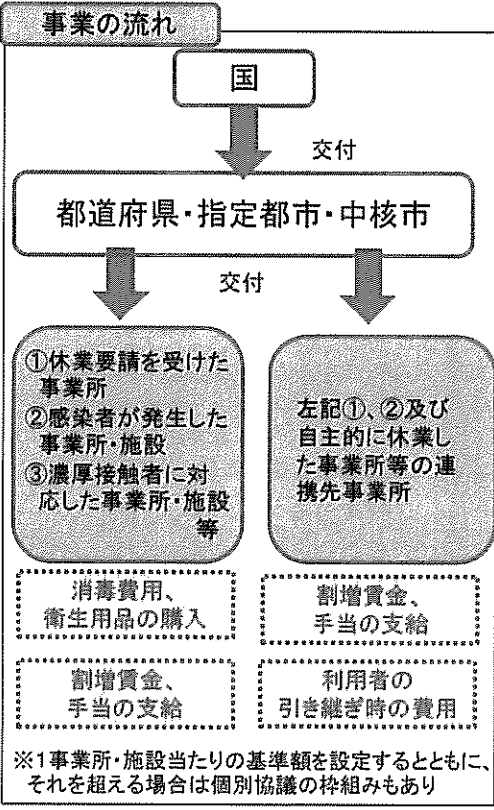 事業の流れ
国
交付
都道府県・指定都市・中核市
交付
①休業要請を受けた
事業所
②感染者が発生した
事業所・施設
③濃厚接触者に対
応した事業所・施設
等
左記①、②及び
自主的に休業し
た事業所等の連
携先事業所
消毒費用、
衛生用品の購入
割増賃金、
手当の支給
割増賃金、
手当の支給
利用者の
引き継ぎ時の費用
※1事業所・施設当たりの基準額を設定するとともに、
それを超える場合は個別協議の枠組みもあり